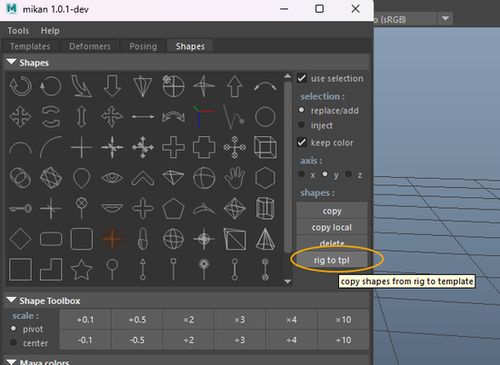 mikan 1.0.1-dev
(sRGB)
Tools Help
Templates Deformers Posing Shapes
Shapes
use selection
selection :
replace/add
inject
keep color
axis :
x y z
shapes :
copy
copy local
delete
rig to tpl
copy shapes from rig to template
Shape Toolbox
scale :
pivot
center
+0.1 +0.5 ×2 ×3 ×4 ×10
-0.1 -0.5 ÷2 ÷3 ÷4 ÷10
Maya colors